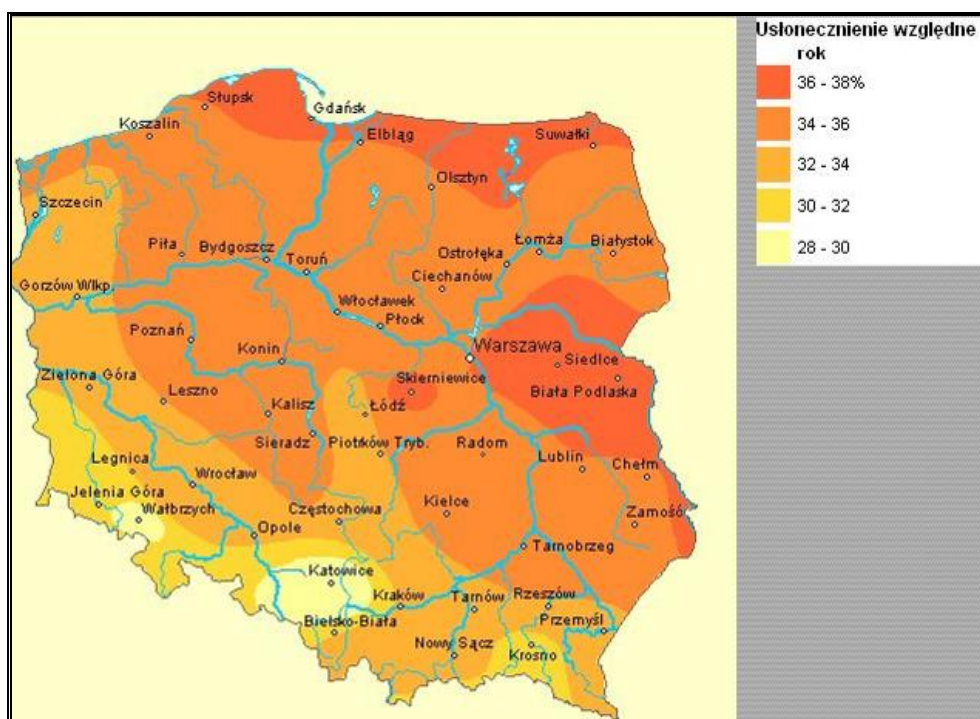 Usłonecznienie względne
rok
36 - 38%
34 - 36
32 - 34
30 - 32
28 - 30
Słupsk
Gdańsk
Koszalin
Elbląg
Suwałki
Olsztyn
Szczecin
Piła
Bydgoszcz
Toruń
Ostrołęka
Łomża
Białystok
Ciechanów
Gorzów Wlkp.
Włocławek
Płock
Poznań
Konin
Warszawa
Siedlce
Zielona Góra
Leszno
Kalisz
Skierniewice
Biała Podlaska
Łódź
Sieradz
Piotrków Tryb.
Radom
Lublin
Chełm
Legnica
Wrocław
Jelenia Góra
Wałbrzych
Częstochowa
Kielce
Zamość
Opole
Tarnobrzeg
Katowice
Kraków
Tarnów
Rzeszów
Bielsko-Biała
Przemyśl
Nowy Sącz
Krosno